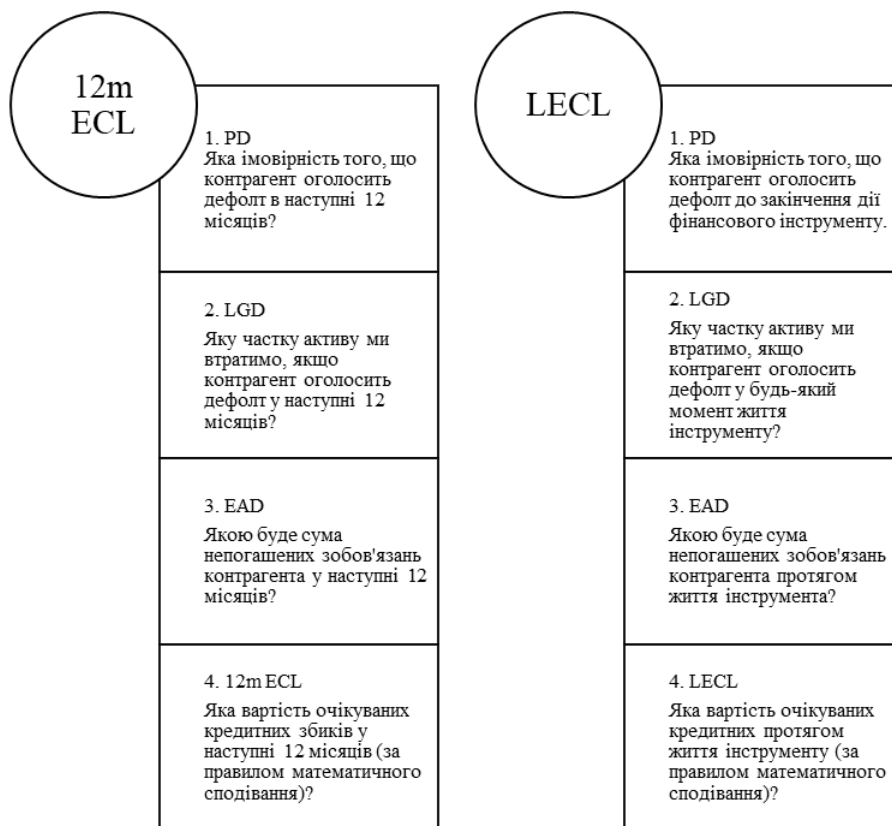 12m
ECL
1. PD
Яка імовірність того, що
контрагент оголосить
дефолт в наступні 12
місяців?
2. LGD
Яку частку активу ми
втратимо, якщо
контрагент оголосить
дефолт у наступні 12
місяців?
3. EAD
Якою буде сума
непогашених зобов'язань
контрагента у наступні 12
місяців?
4. 12m ECL
Яка вартість очікуваних
кредитних збиків у
наступні 12 місяців (за
правилом математичного
сподівання)?
LECL
1. PD
Яка імовірність того, що
контрагент оголосить
дефолт до закінчення дії
фінансового інструменту.
2. LGD
Яку частку активу ми
втратимо, якщо
контрагент оголосить
дефолт у будь-який
момент життя
інструменту?
3. EAD
Якою буде сума
непогашених зобов'язань
контрагента протягом
життя інструмента?
4. LECL
Яка вартість очікуваних
кредитних протягом
життя інструменту (за
правилом математичного
сподівання)?